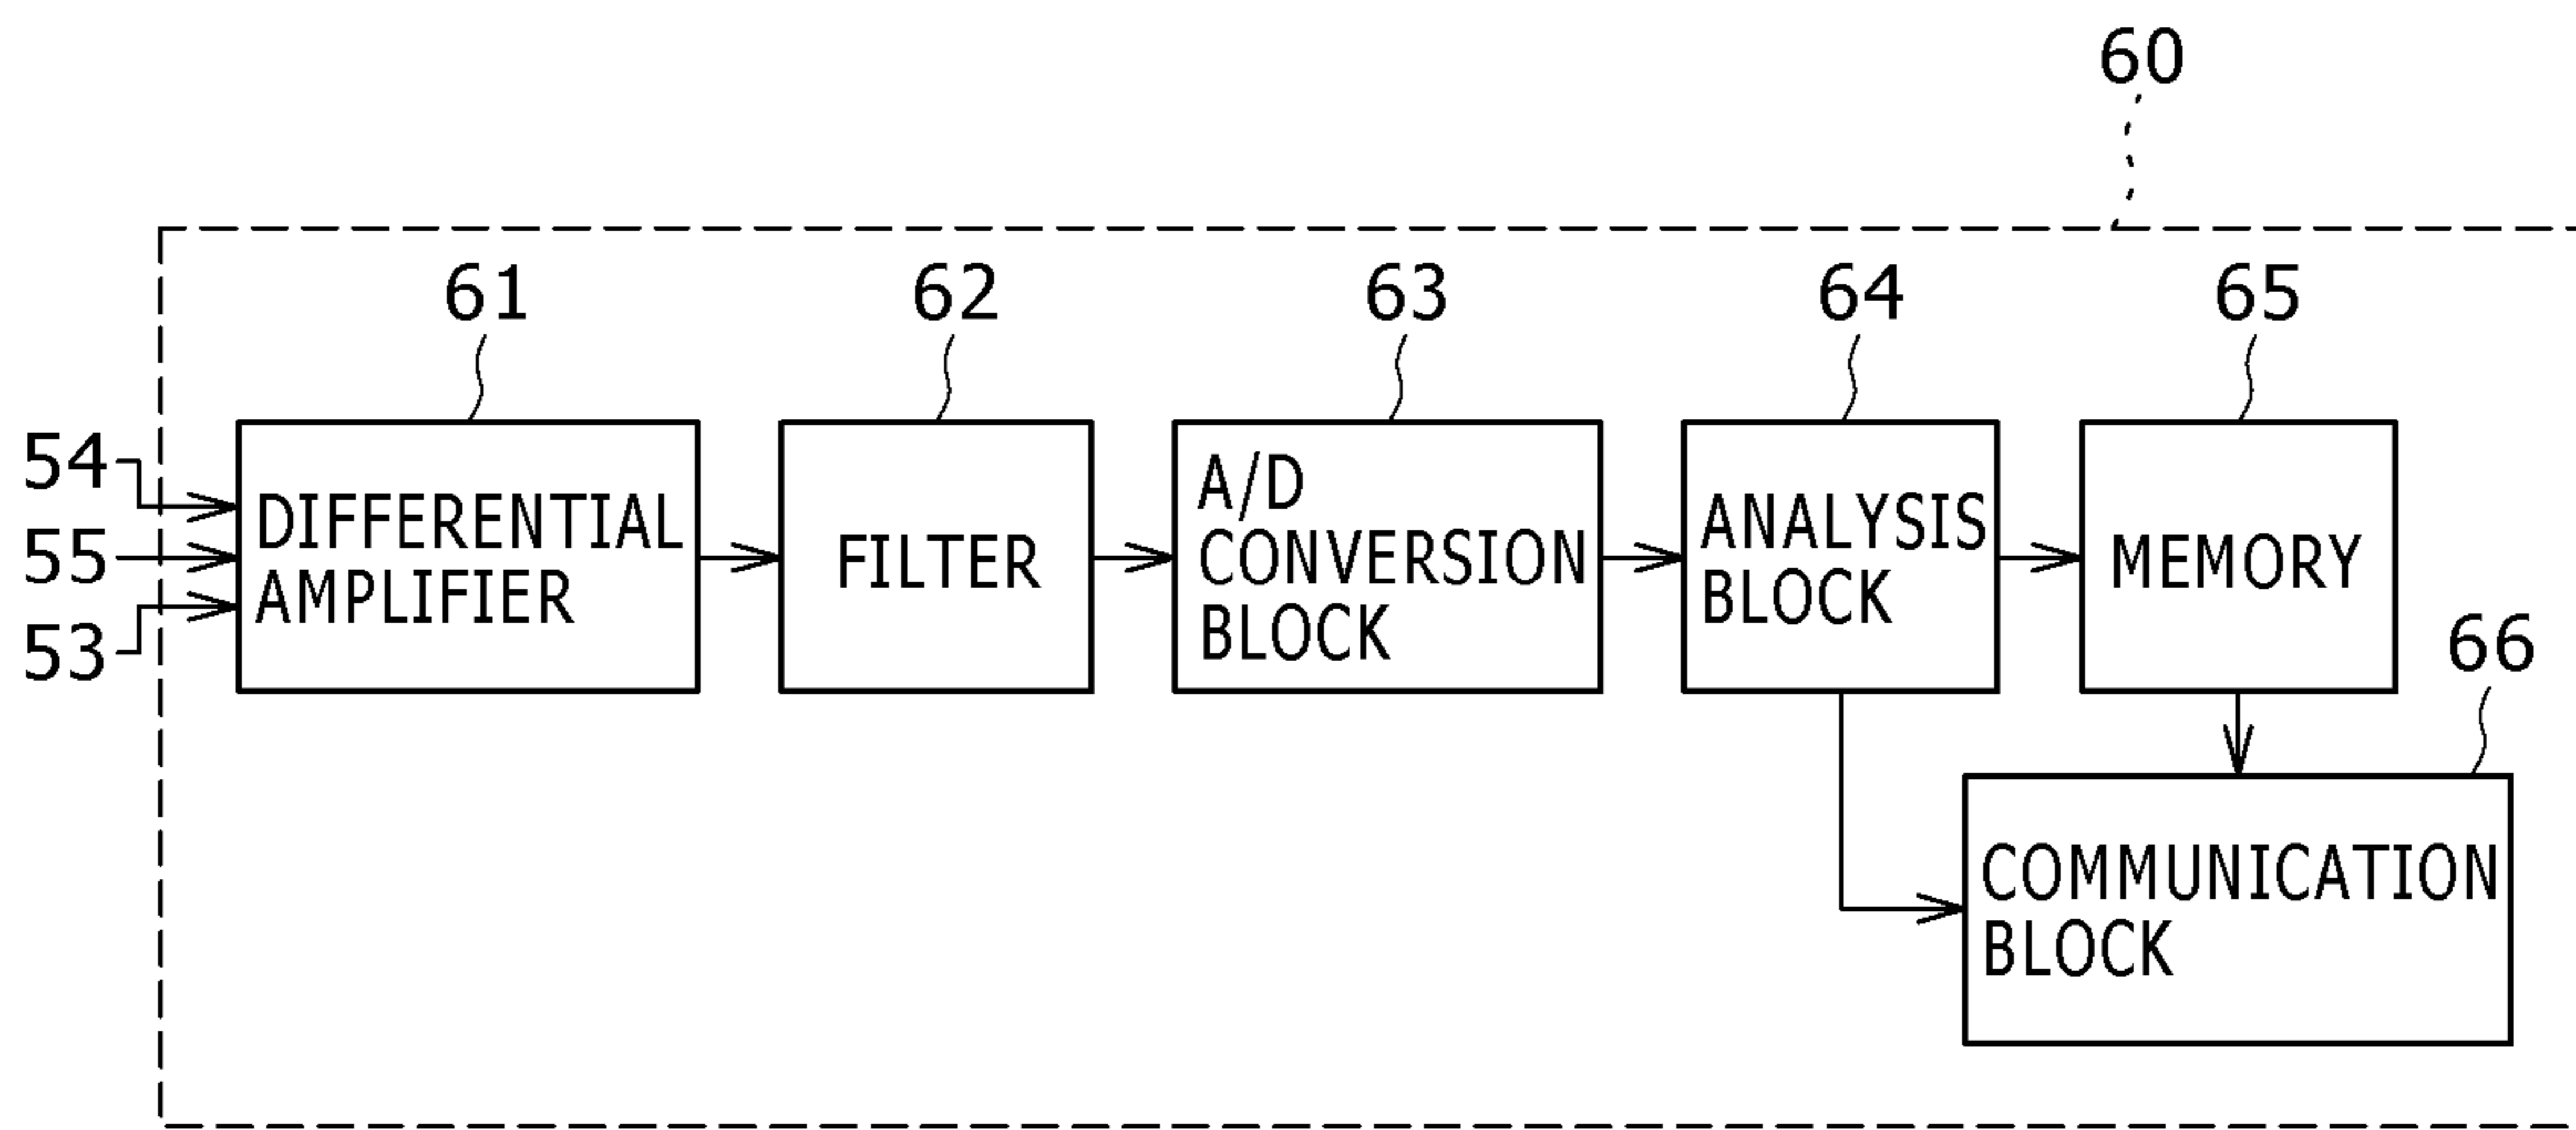 60
61
62
63
64
65
54
55
53
DIFFERENTIAL
AMPLIFIER
FILTER
A/D
CONVERSION
BLOCK
ANALYSIS
BLOCK
MEMORY
66
COMMUNICATION
BLOCK